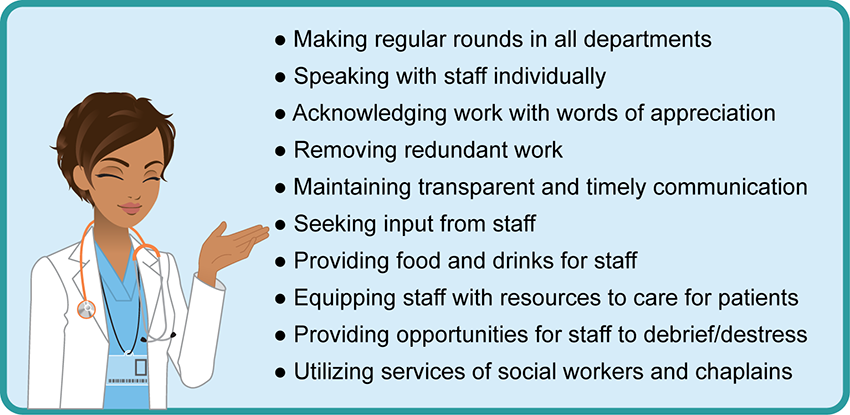 ● Making regular rounds in all departments
● Speaking with staff individually
● Acknowledging work with words of appreciation
● Removing redundant work
● Maintaining transparent and timely communication
● Seeking input from staff
● Providing food and drinks for staff
● Equipping staff with resources to care for patients
● Providing opportunities for staff to debrief/destress
● Utilizing services of social workers and chaplains